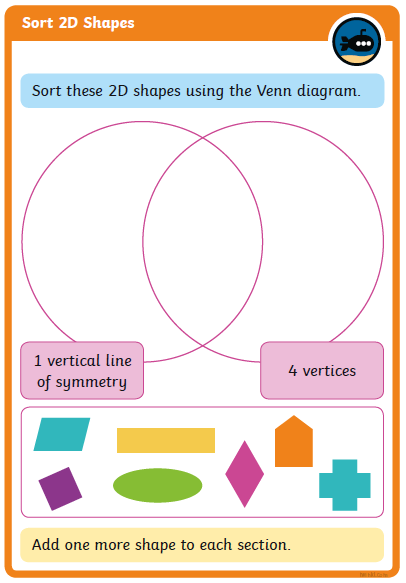 Sort 2D Shapes
Sort these 2D shapes using the Venn diagram.
1 vertical line
of symmetry
4 vertices
Add one more shape to each section.